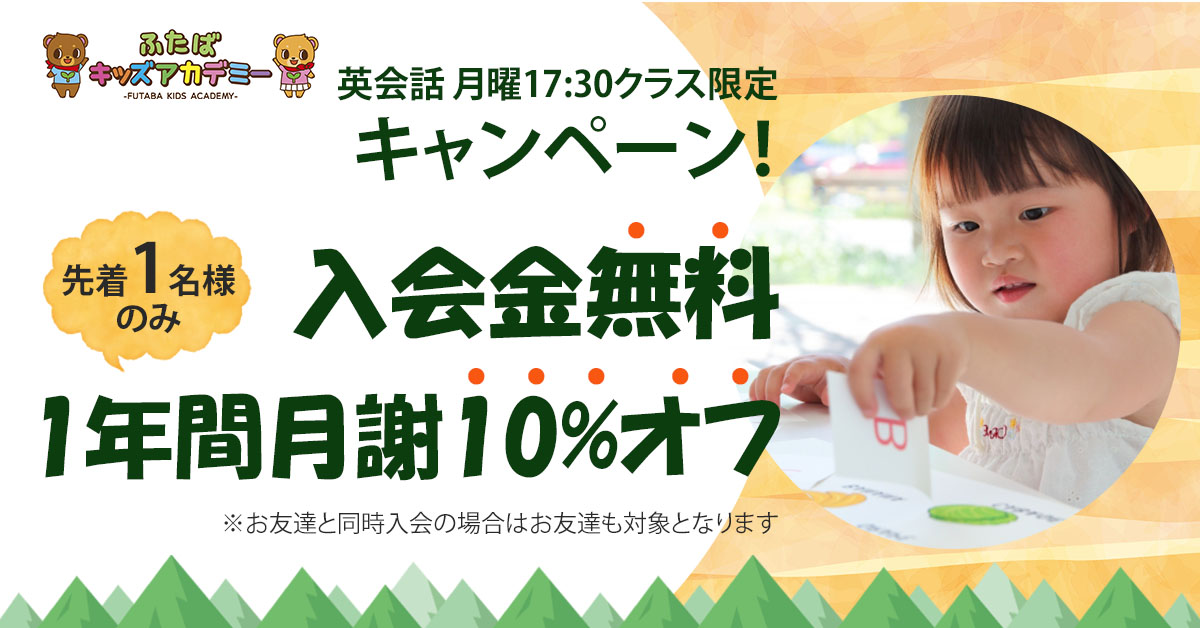 ふたば
キッズアカデミー
-FUTABA KIDS ACADEMY-
英会話 月曜17:30クラス限定
キャンペーン!
先着1名様
のみ
入会金無料
1年間月謝10%オフ
※お友達と同時入会の場合はお友達も対象となります
B